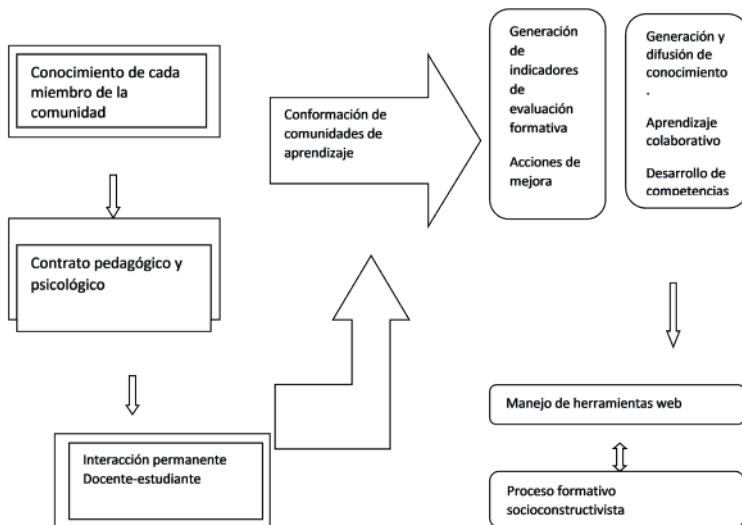 Conocimiento de cada
miembro de la
comunidad
Contrato pedagógico y
psicológico
Interacción permanente
Docente-estudiante
Conformación de
comunidades de
aprendizaje
Generación
de
indicadores
de
evaluación
formativa
Acciones de
mejora
Generación y
difusión de
conocimiento
.
Aprendizaje
colaborativo
Desarrollo de
competencias
Manejo de herramientas web
Proceso formativo
socioconstructivista